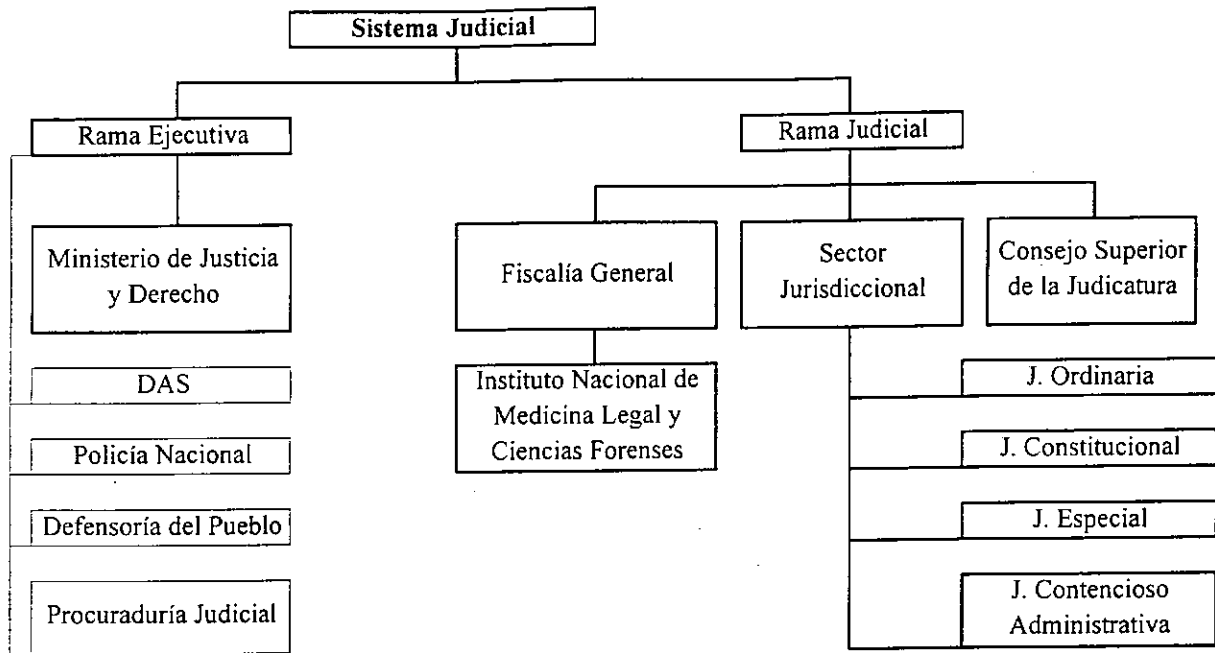 Sistema Judicial
Rama Ejecutiva
Rama Judicial
Ministerio de Justicia
y Derecho
Fiscalía General
Sector
Jurisdiccional
Consejo Superior
de la Judicatura
DAS
Policía Nacional
Defensoría del Pueblo
Procuraduría Judicial
Instituto Nacional de
Medicina Legal y
Ciencias Forenses
J. Ordinaria
J. Constitucional
J. Especial
J. Contencioso
Administrativa